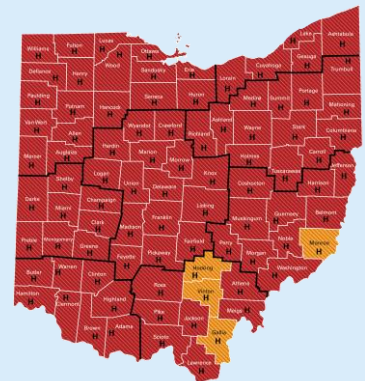 Williams H
Fulton H
Lucas H
Ottawa H
Lake H
Ashtabula H
Wood H
Sandusky H
Erie H
Lorain H
Cuyahoga H
Geauga H
Trumbull H
Defiance H
Henry H
Paulding H
Putnam H
Hancock H
Seneca H
Huron H
Medina H
Summit H
Portage H
Mahoning H
Van Wert H
Allen H
Wyandot H
Crawford H
Richland H
Ashland H
Wayne H
Stark H
Columbiana H
Mercer H
Auglaize H
Hardin H
Marion H
Morrow H
Holmes H
Carroll H
Tuscarawas H
Jefferson H
Shelby H
Logan H
Union H
Delaware H
Knox H
Coshocton H
Harrison H
Darke H
Miami H
Champaign H
Clark H
Madison H
Franklin H
Licking H
Muskingum H
Guernsey H
Belmont H
Preble H
Montgomery H
Greene H
Fayette H
Pickaway H
Fairfield H
Perry H
Morgan H
Noble H
Monroe H
Butler H
Warren H
Clinton H
Ross H
Hocking H
Athens H
Washington H
Hamilton H
Clermont H
Highland H
Pike H
Vinton H
Meigs H
Brown H
Adams H
Scioto H
Jackson H
Gallia H
Lawrence H